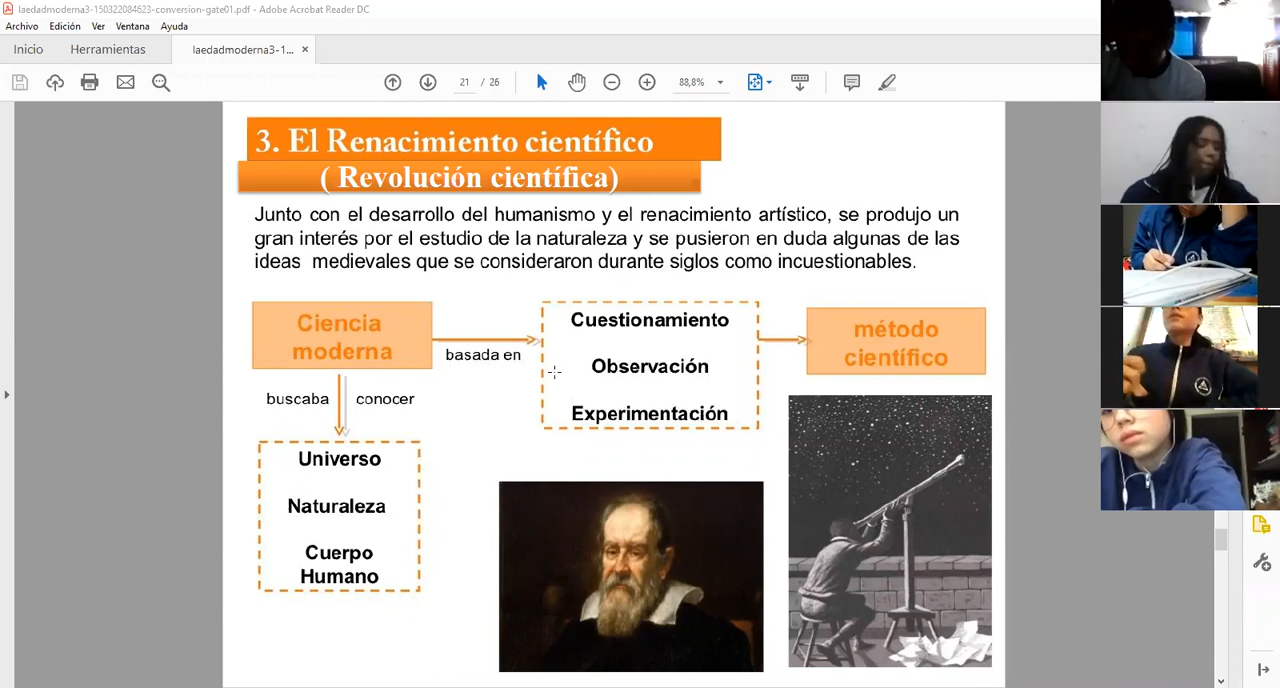 laedadmoderna3-150322084623-conversion-gate01.pdf - Adobe Acrobat Reader DC
Archivo Edición Ver Ventana Ayuda
Inicio Herramientas laedadmoderna3-1... ×
21 / 26 88,8%
3. El Renacimiento científico
( Revolución científica)
Junto con el desarrollo del humanismo y el renacimiento artístico, se produjo un
gran interés por el estudio de la naturaleza y se pusieron en duda algunas de las
ideas medievales que se consideraron durante siglos como incuestionables.
Ciencia
moderna
basada en
Cuestionamiento
Observación
Experimentación
método
científico
buscaba conocer
Universo
Naturaleza
Cuerpo
Humano